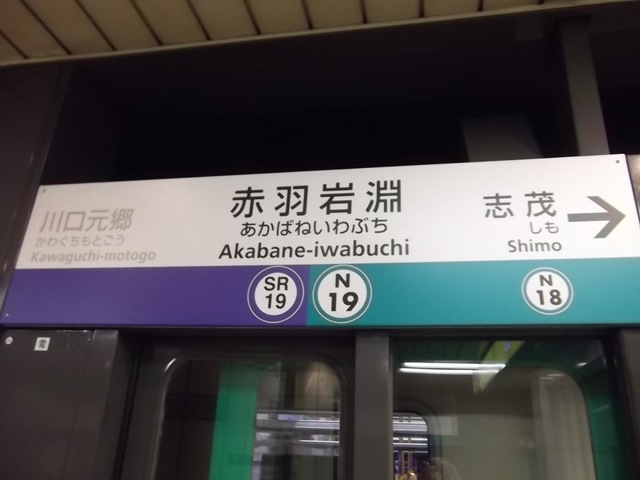 川口元郷
かわぐちもとごう
Kawaguchi-motogo
赤羽岩淵
あかばねいわぶち
Akabane-iwabuchi
志茂
しも
Shimo
SR
19
N
19
N
18